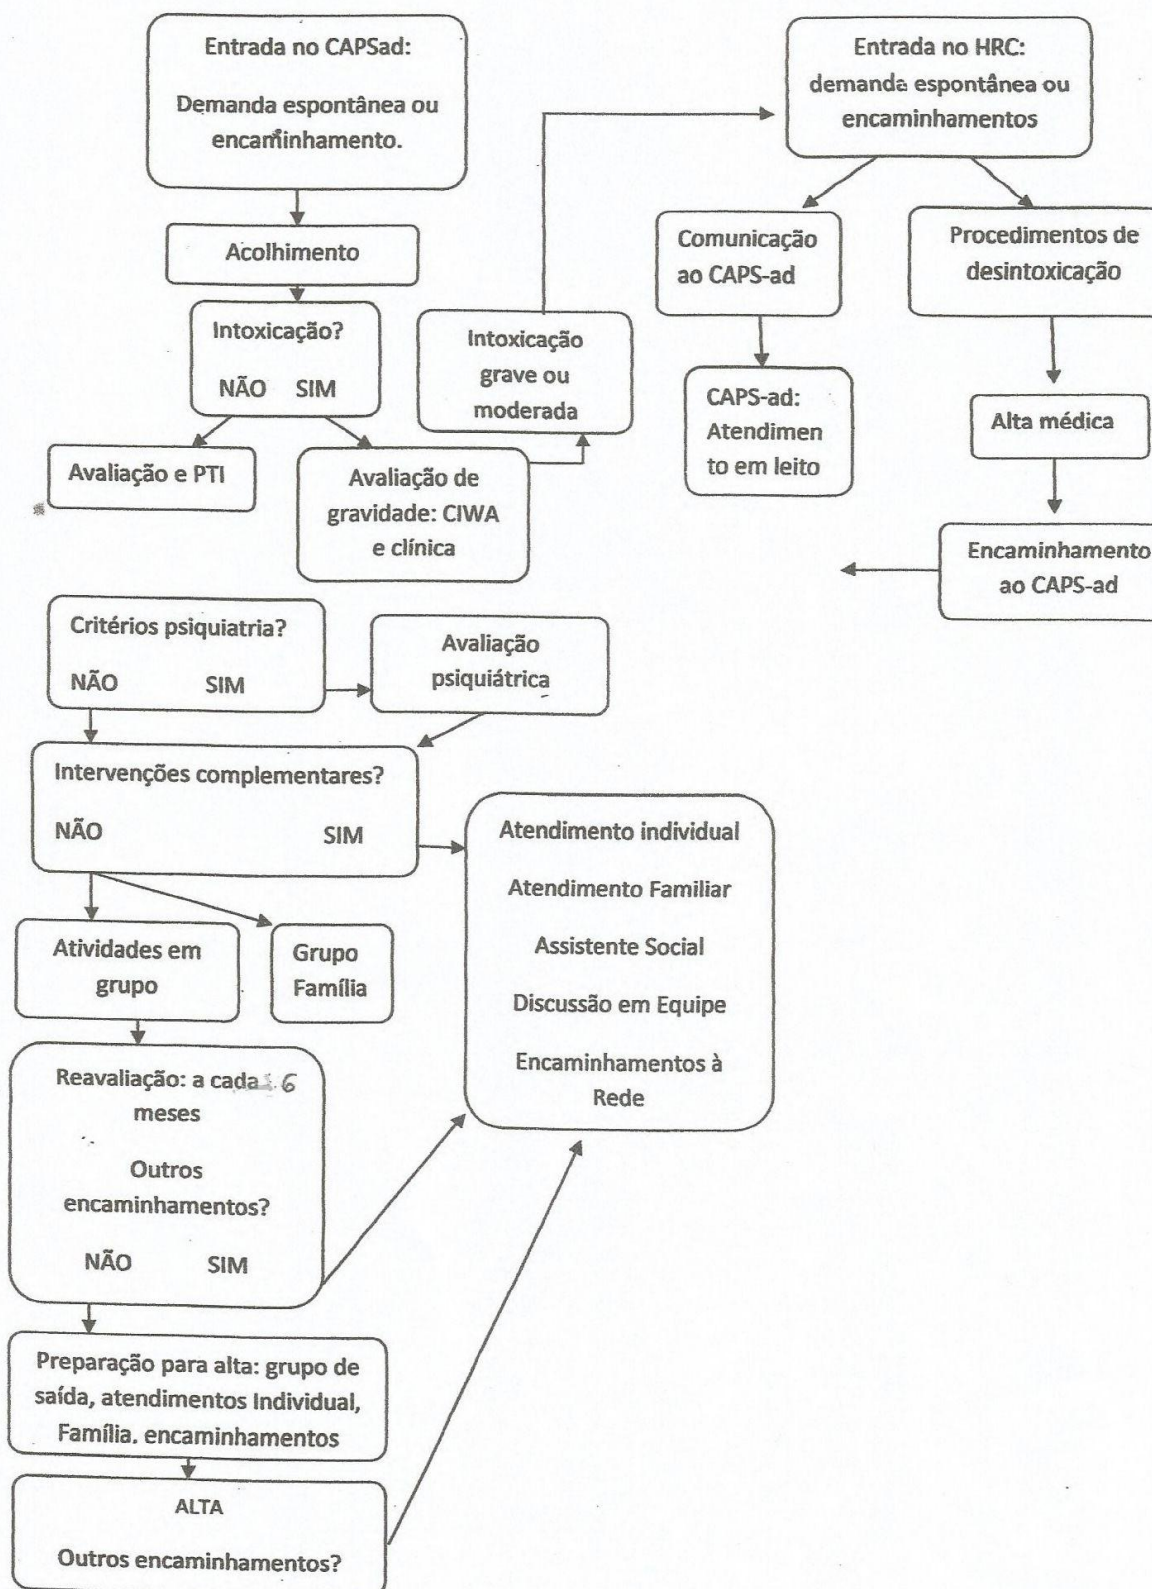 Entrada no CAPSad:
Demanda espontânea ou
encaminhamento.
Acolhimento
Intoxicação?
NÃO SIM
Avaliação e PTI
Avaliação de
gravidade: CIWA
e clínica
Intoxicação
grave ou
moderada
Entrada no HRC:
demanda espontânea ou
encaminhamentos
Comunicação
ao CAPS-ad
CAPS-ad:
Atendimen
to em leito
Procedimentos de
desintoxicação
Alta médica
Encaminhamento
ao CAPS-ad
Critérios psiquiatria?
NÃO SIM
Avaliação
psiquiátrica
Intervenções complementares?
NÃO SIM
Atendimento individual
Atendimento Familiar
Assistente Social
Discussão em Equipe
Encaminhamentos à
Rede
Atividades em
grupo
Grupo
Família
Reavaliação: a cada 6
meses
Outros
encaminhamentos?
NÃO SIM
Preparação para alta: grupo de
saída, atendimentos Individual,
Família. encaminhamentos
ALTA
Outros encaminhamentos?